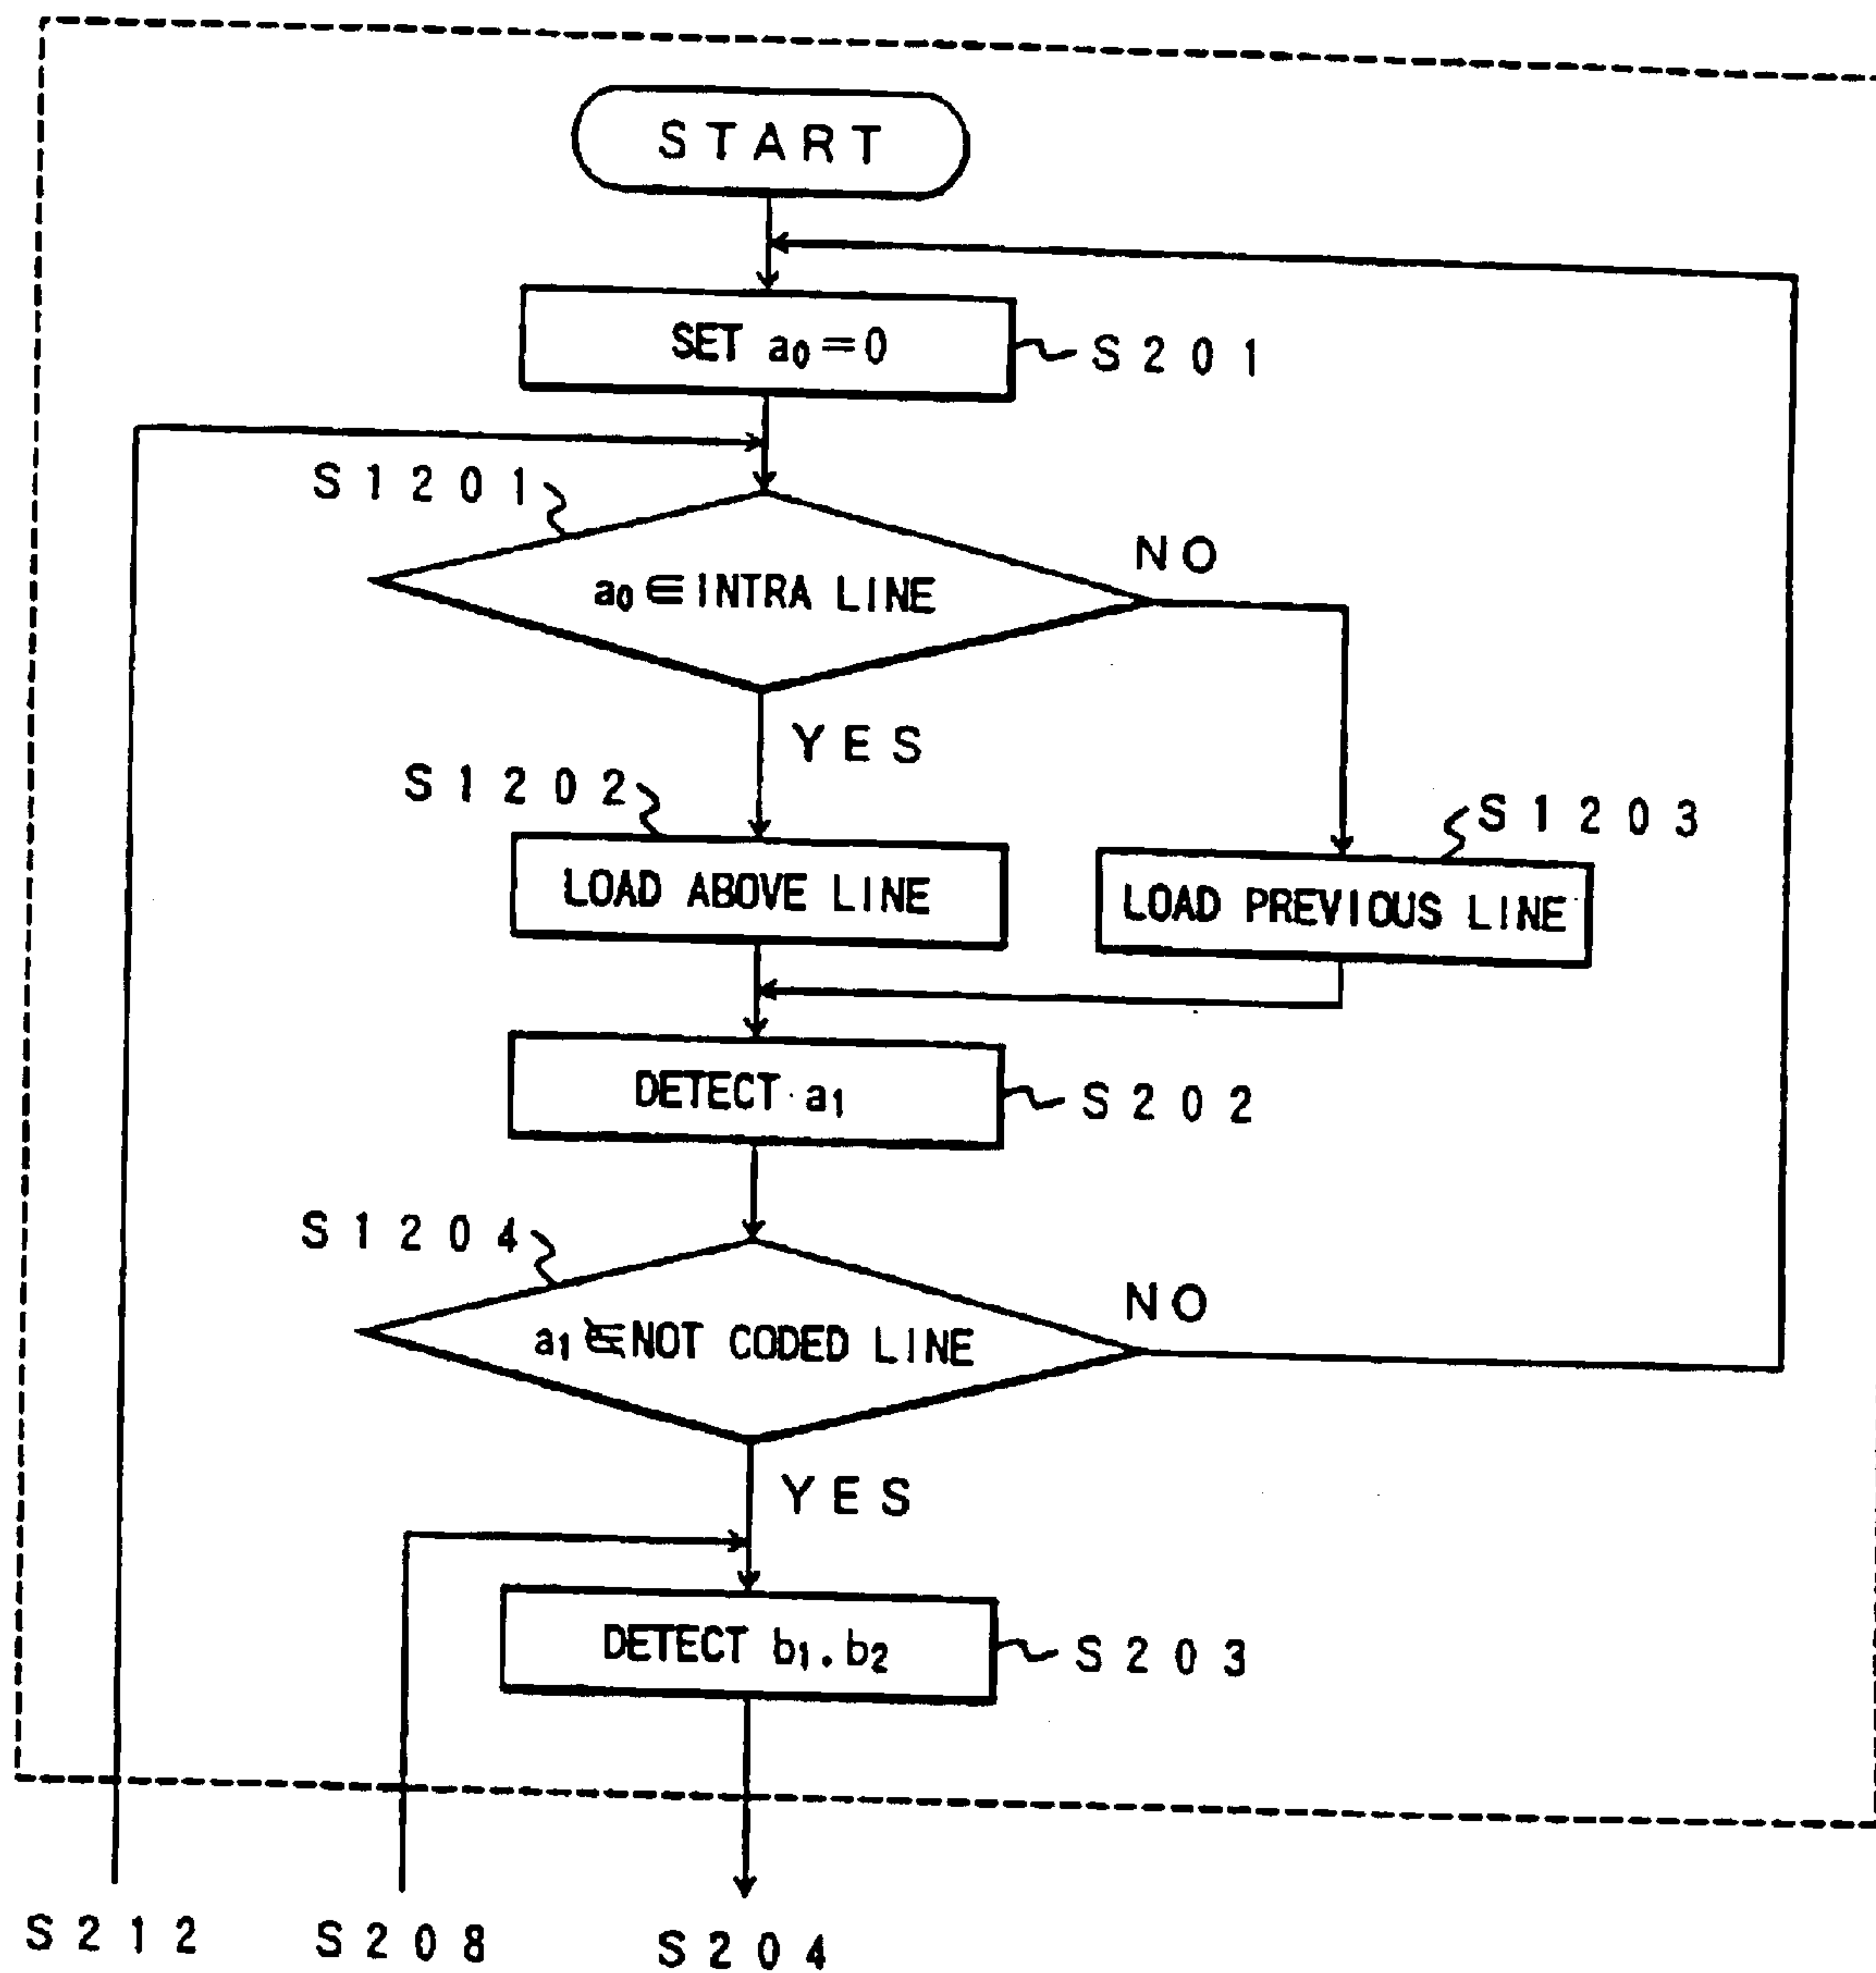 START
SET a₀=0
S201
S1201
a₀∈INTRA LINE
NO
YES
S1202
S1203
LOAD ABOVE LINE
LOAD PREVIOUS LINE
DETECT a₁
S202
S1204
a₁∉NOT CODED LINE
NO
YES
DETECT b₁.b₂
S203
S212
S208
S204